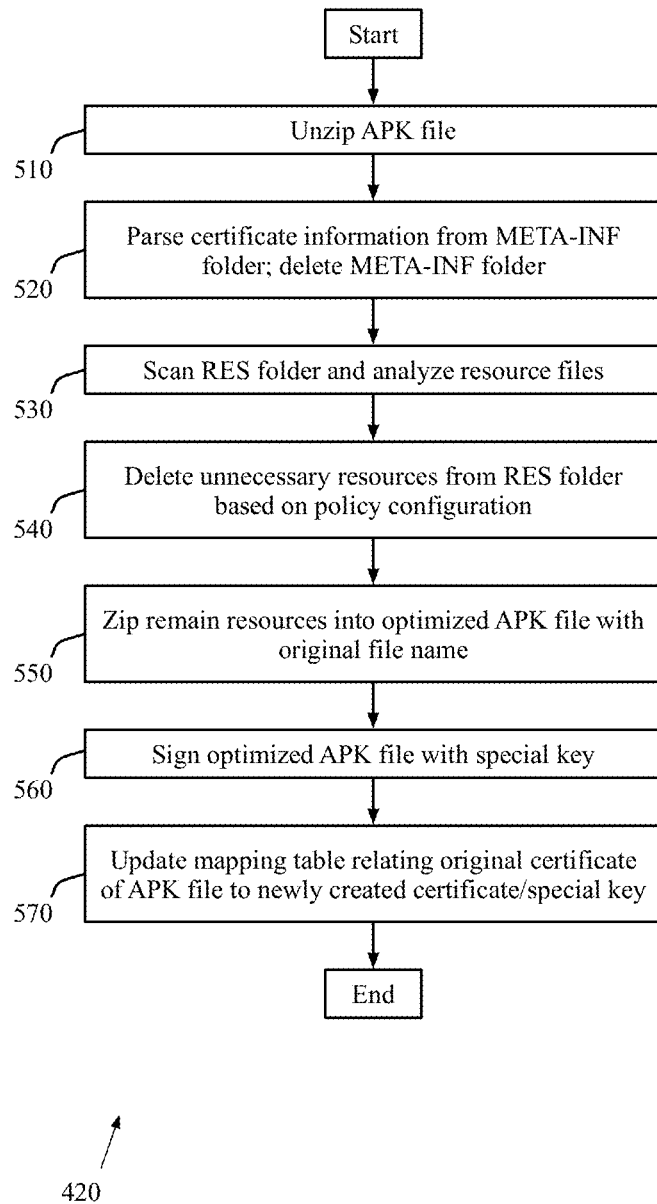 Start
Unzip APK file
510
Parse certificate information from META-INF
folder; delete META-INF folder
520
Scan RES folder and analyze resource files
530
Delete unnecessary resources from RES folder
based on policy configuration
540
Zip remain resources into optimized APK file with
original file name
550
Sign optimized APK file with special key
560
Update mapping table relating original certificate
of APK file to newly created certificate/special key
570
End
420